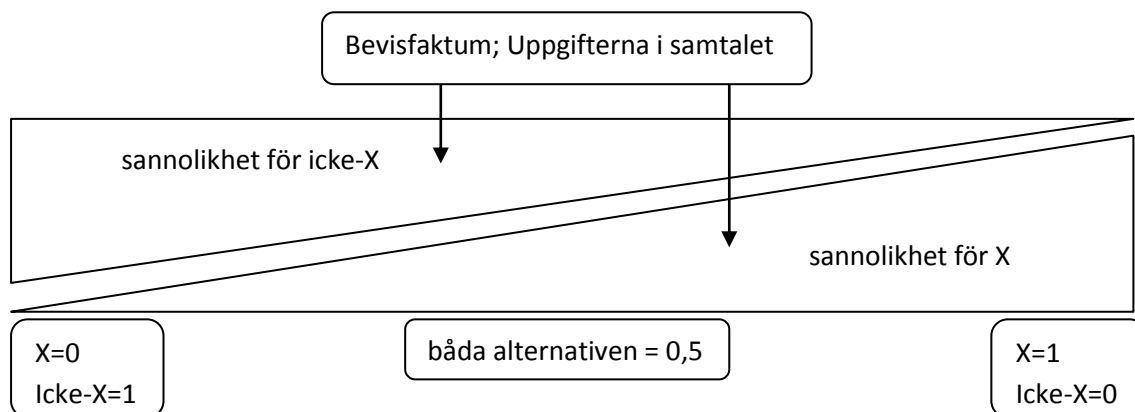 Bevisfaktum; Uppgifterna i samtalet
sannolikhet för icke-X
sannolikhet för X
X=0
Icke-X=1
båda alternativen = 0,5
X=1
Icke-X=0